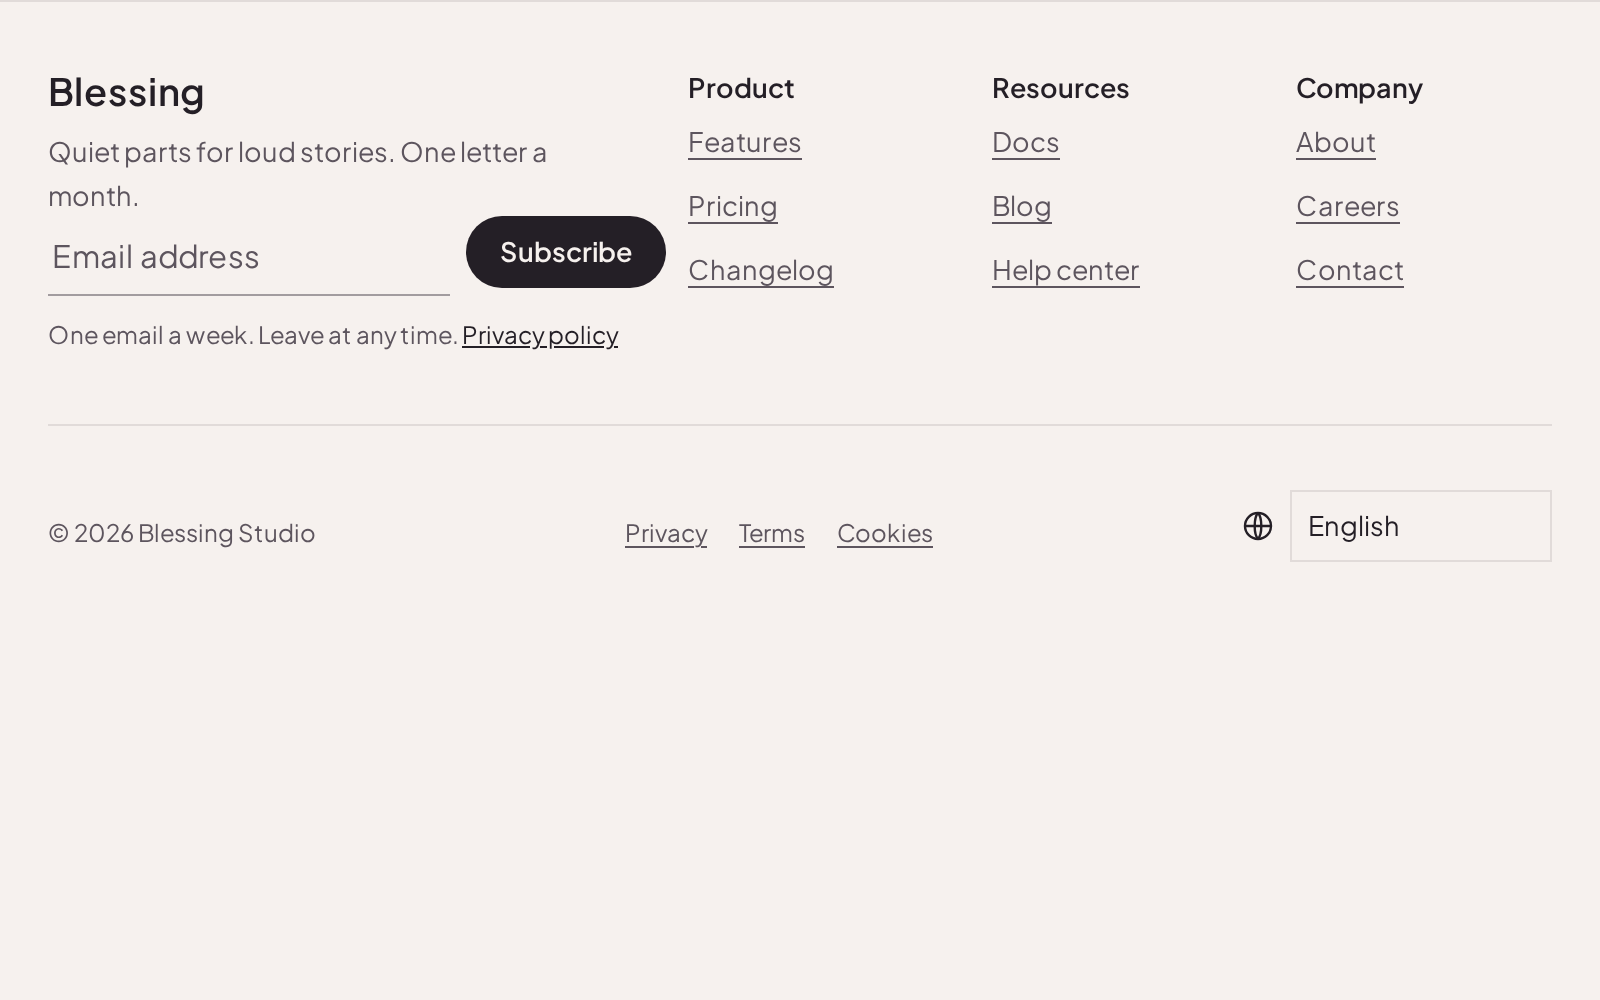 Blessing
Quiet parts for loud stories. One letter a
month.
Email address
Subscribe
One email a week. Leave at any time. Privacy policy
Product
Features
Pricing
Changelog
Resources
Docs
Blog
Help center
Company
About
Careers
Contact
© 2026 Blessing Studio
Privacy
Terms
Cookies
English